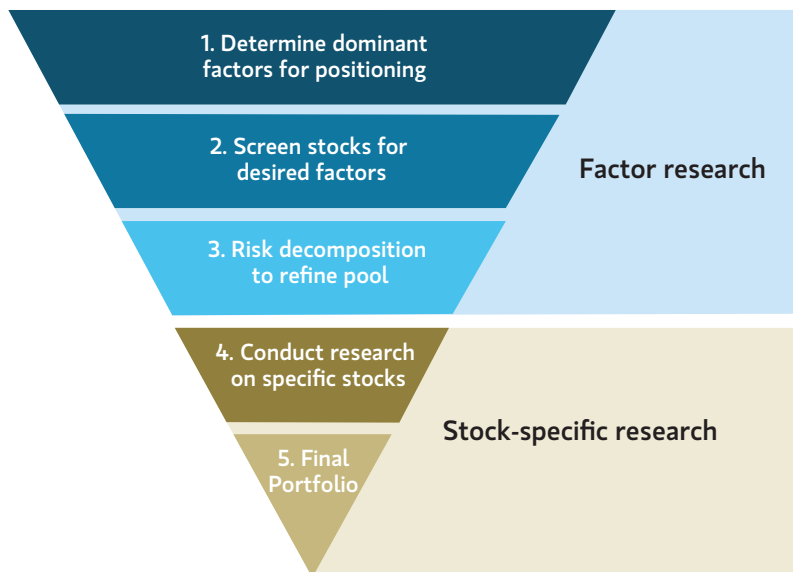 1. Determine dominant
factors for positioning
2. Screen stocks for
desired factors
Factor research
3. Risk decomposition
to refine pool
4. Conduct research
on specific stocks
Stock-specific research
5. Final
Portfolio